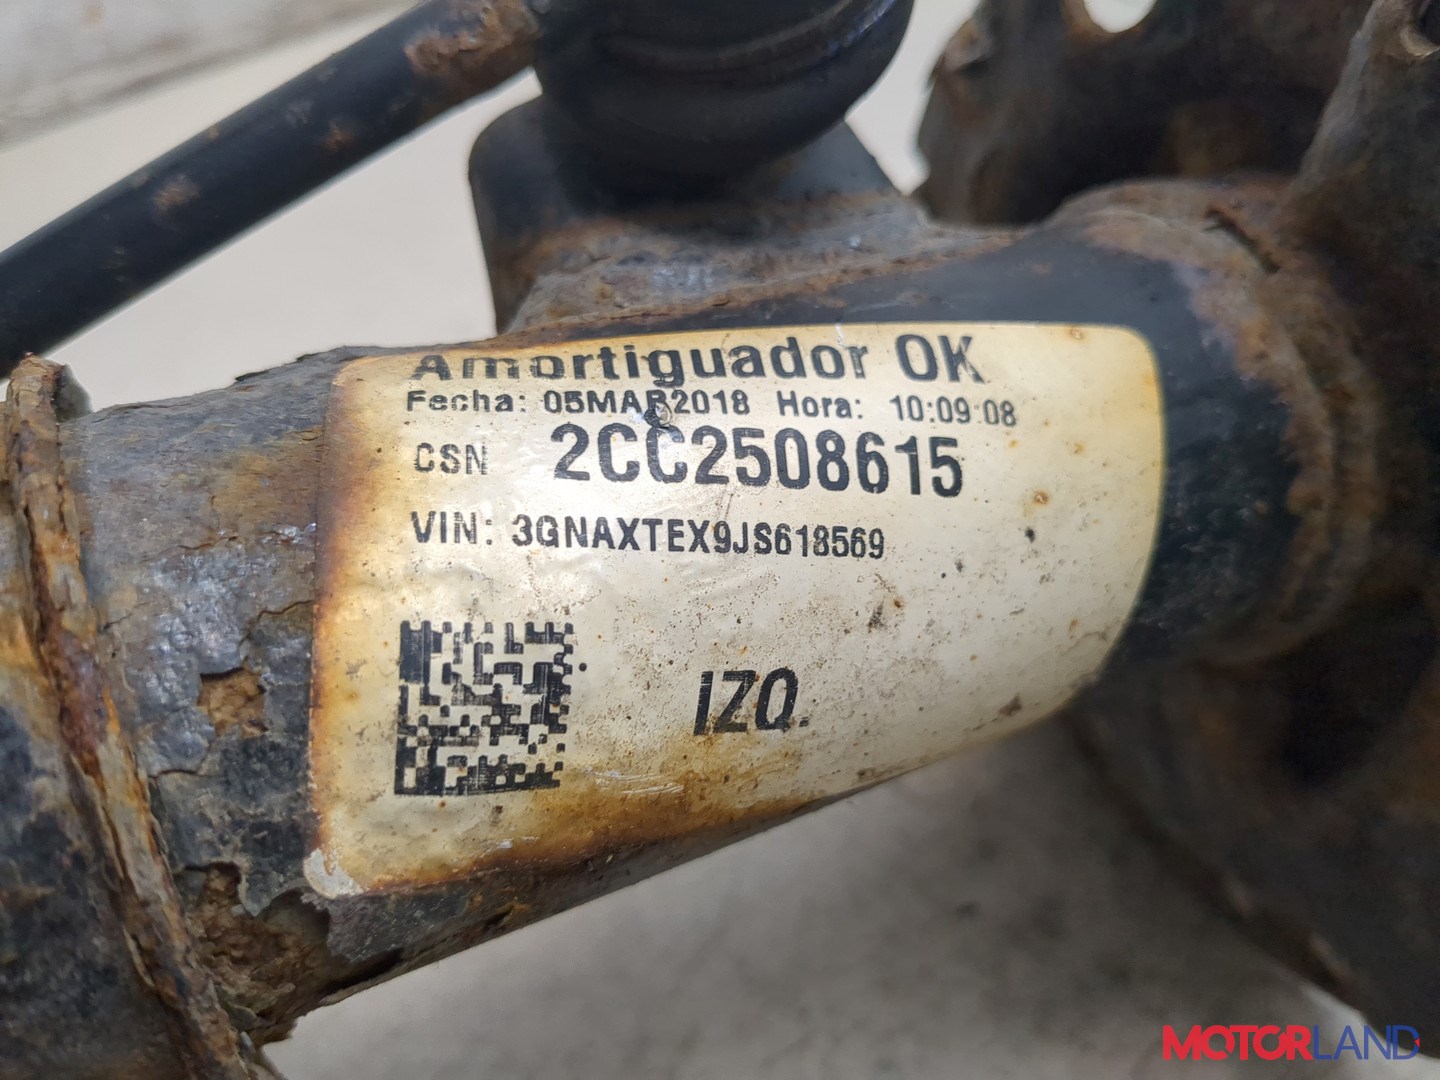 Amortiguador OK
Fecha: 05MAR2018 Hora: 10:09:08
CSN 2CC2508615
VIN: 3GNAXTEX9JS618569
IZQ.
MOTORLAND